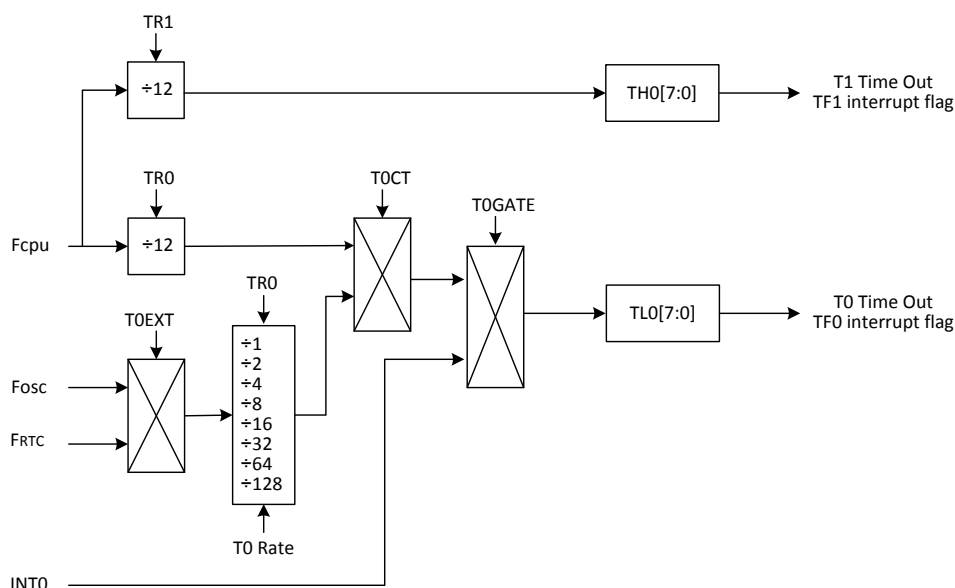 TR1
÷12
TH0[7:0]
T1 Time Out
TF1 interrupt flag
TR0
T0CT
T0GATE
Fcpu
÷12
TR0
TL0[7:0]
T0 Time Out
TF0 interrupt flag
T0EXT
÷1
÷2
÷4
÷8
÷16
÷32
÷64
÷128
Fosc
FRTC
T0 Rate
INT0